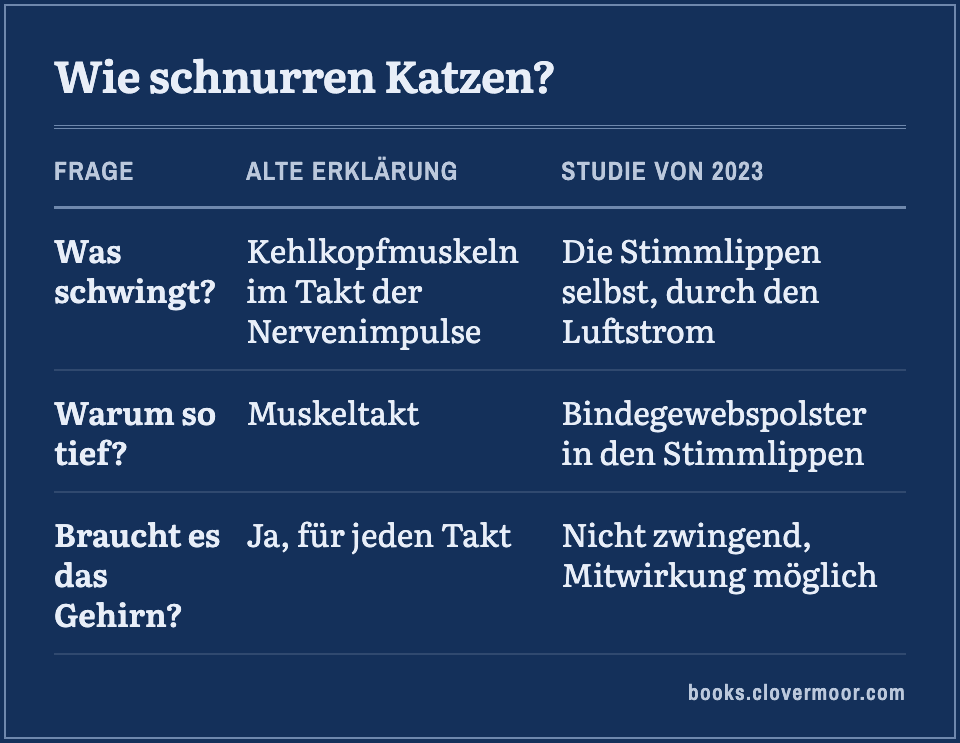 Wie schnurren Katzen?
FRAGE ALTE ERKLÄRUNG STUDIE VON 2023
Was Kehlkopfmuskeln Die Stimmlippen
schwingt? im Takt der selbst, durch den
Nervenimpulse Luftstrom
Warum so Muskeltakt Bindegewebspolster
tief? in den Stimmlippen
Braucht es Ja, für jeden Takt Nicht zwingend,
das Mitwirkung möglich
Gehirn?
books.clovermoor.com